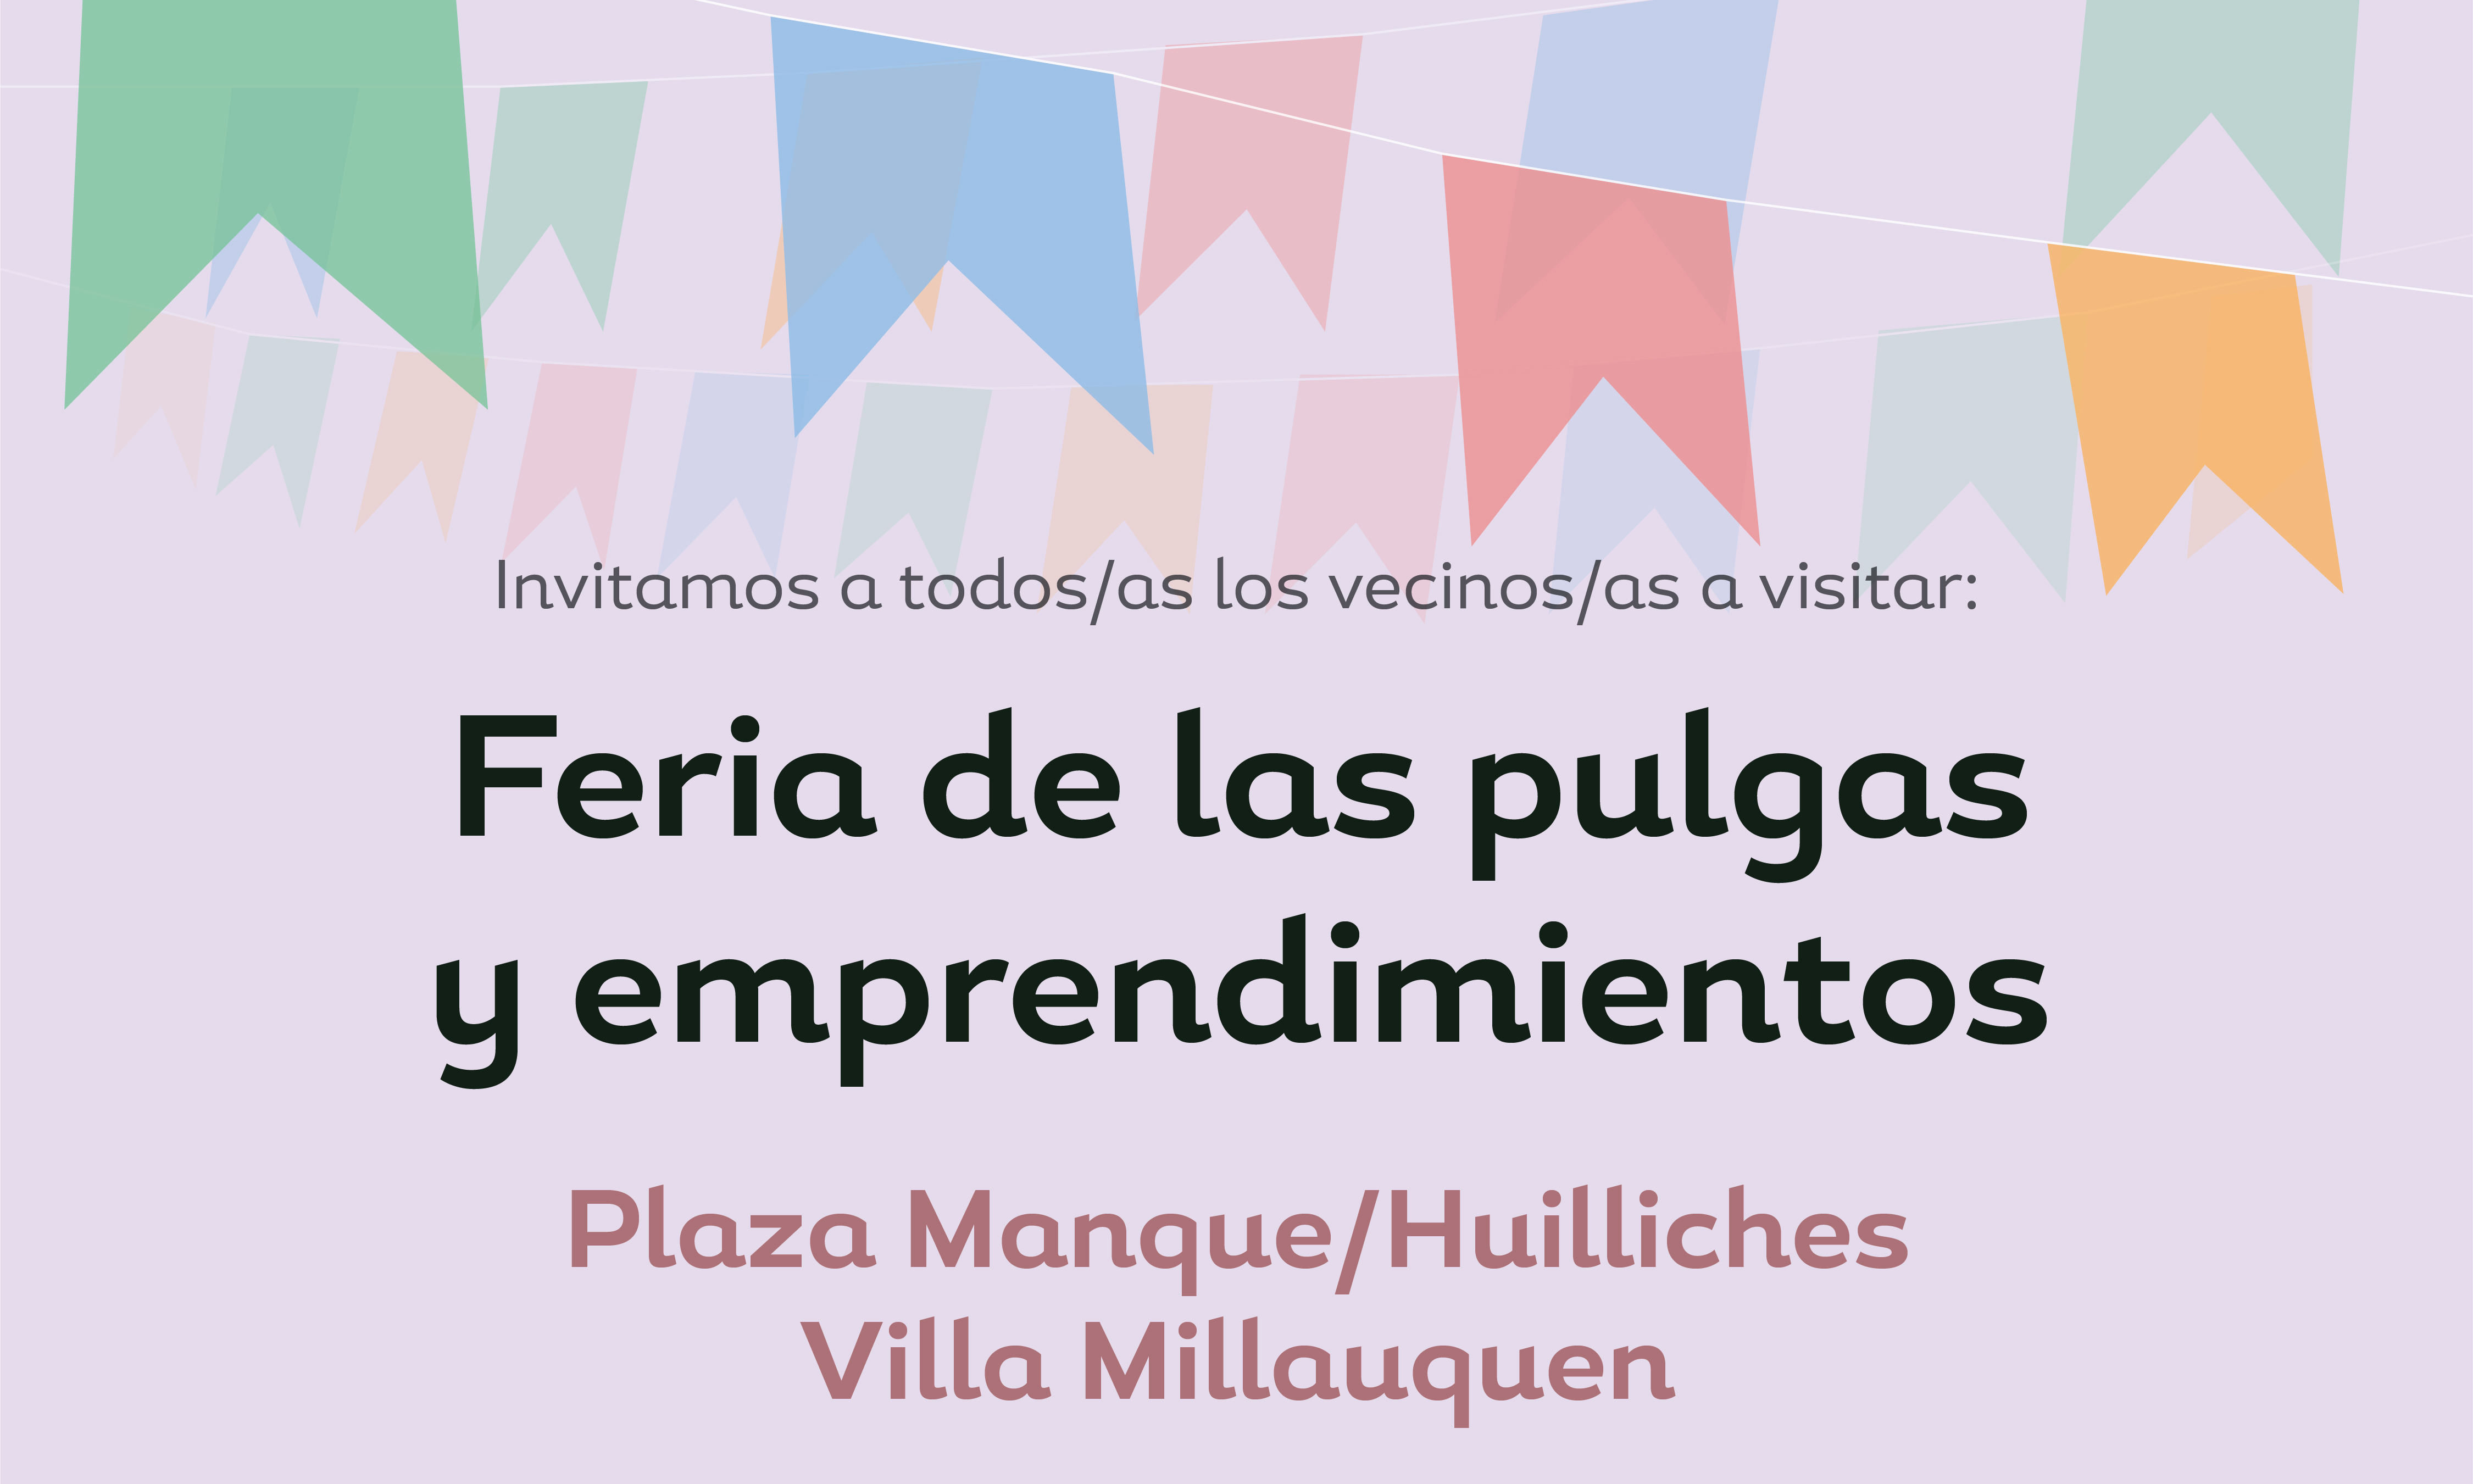 Invitamos a todos/as los vecinos/as a visitar:
Feria de las pulgas
y emprendimientos
Plaza Manque/Huilliches
Villa Millauquen